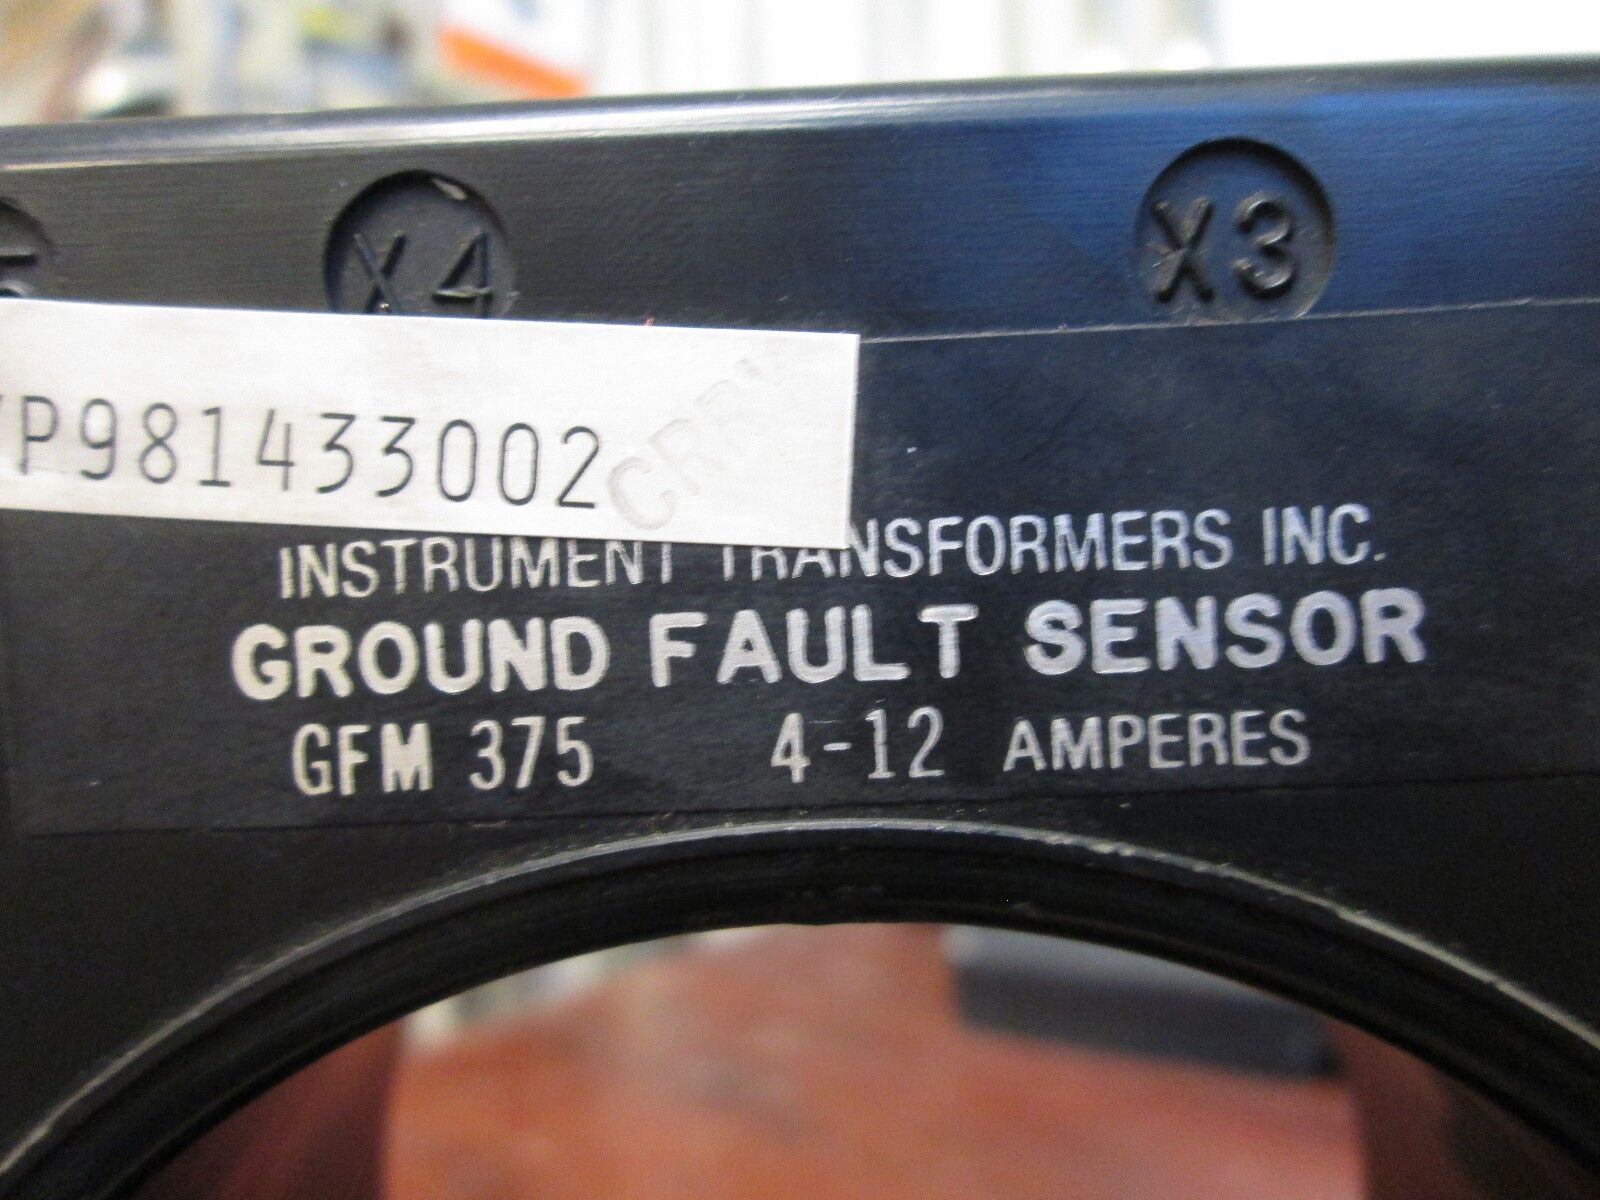 X4 X3
P981433002
INSTRUMENT TRANSFORMERS INC.
GROUND FAULT SENSOR
GFM 375 4-12 AMPERES